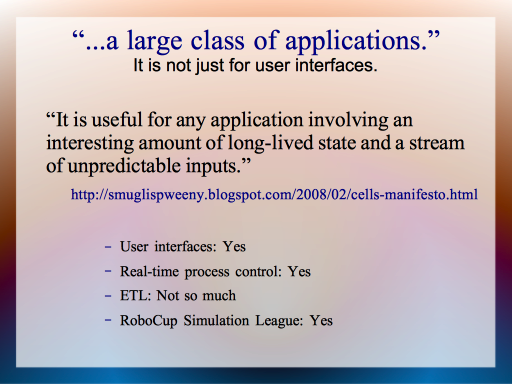 “...a large class of applications.”
It is not just for user interfaces.
“It is useful for any application involving an
interesting amount of long-lived state and a stream
of unpredictable inputs.”
http://smuglispweeny.blogspot.com/2008/02/cells-manifesto.html
– User interfaces: Yes
– Real-time process control: Yes
– ETL: Not so much
– RoboCup Simulation League: Yes